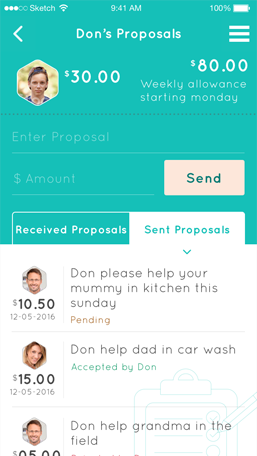 Sketch 9:41 AM 100%
Don's Proposals
$30.00
$80.00
Weekly allowance
starting monday
Enter Proposal
$ Amount
Send
Received Proposals Sent Proposals
Don please help your
mummy in kitchen this
sunday
$10.50
12-05-2016
Pending
Don help dad in car wash
$15.00
Accepted by Don
12-05-2016
Don help grandma in the
field
$05.00